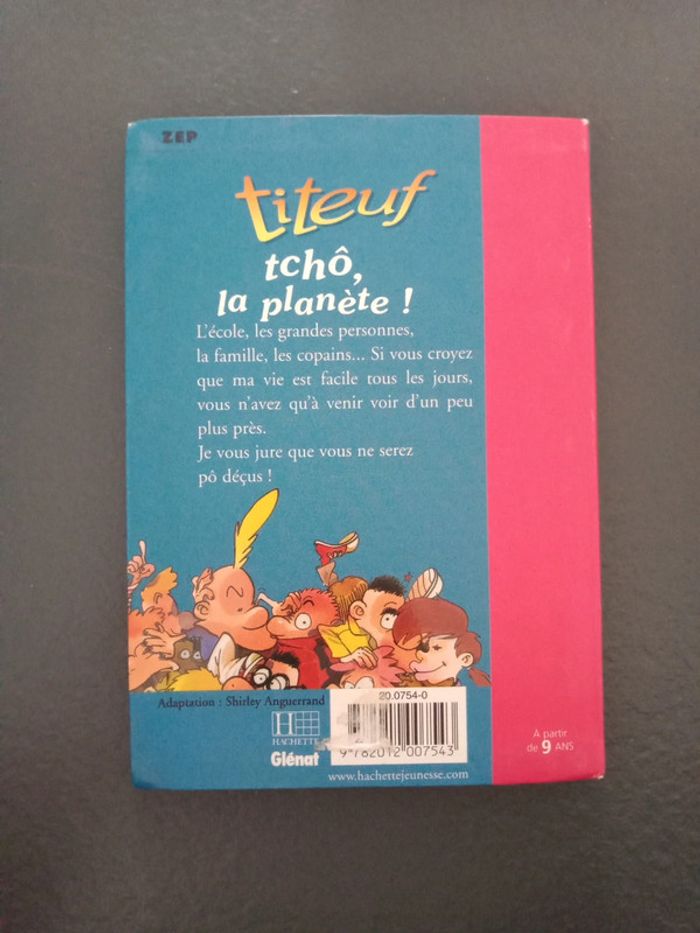 ZEP
titeuf
tchô,
la planète !
L'école, les grandes personnes,
la famille, les copains... Si vous croyez
que ma vie est facile tous les jours,
vous n'avez qu'à venir voir d'un peu
plus près.
Je vous jure que vous ne serez
pô déçus !
Adaptation : Shirley Anguerrand
20.0754-0
H
HACHETTE
Glénat
9 782012 007543
www.hachettejeunesse.com
A partir
de 9 ANS